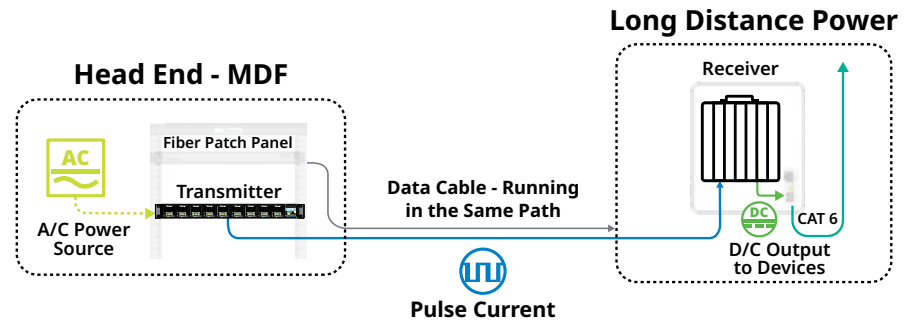 Long Distance Power
Head End - MDF
Receiver
Fiber Patch Panel
AC
Transmitter
Data Cable - Running
in the Same Path
A/C Power
Source
DC
CAT 6
D/C Output
to Devices
Pulse Current